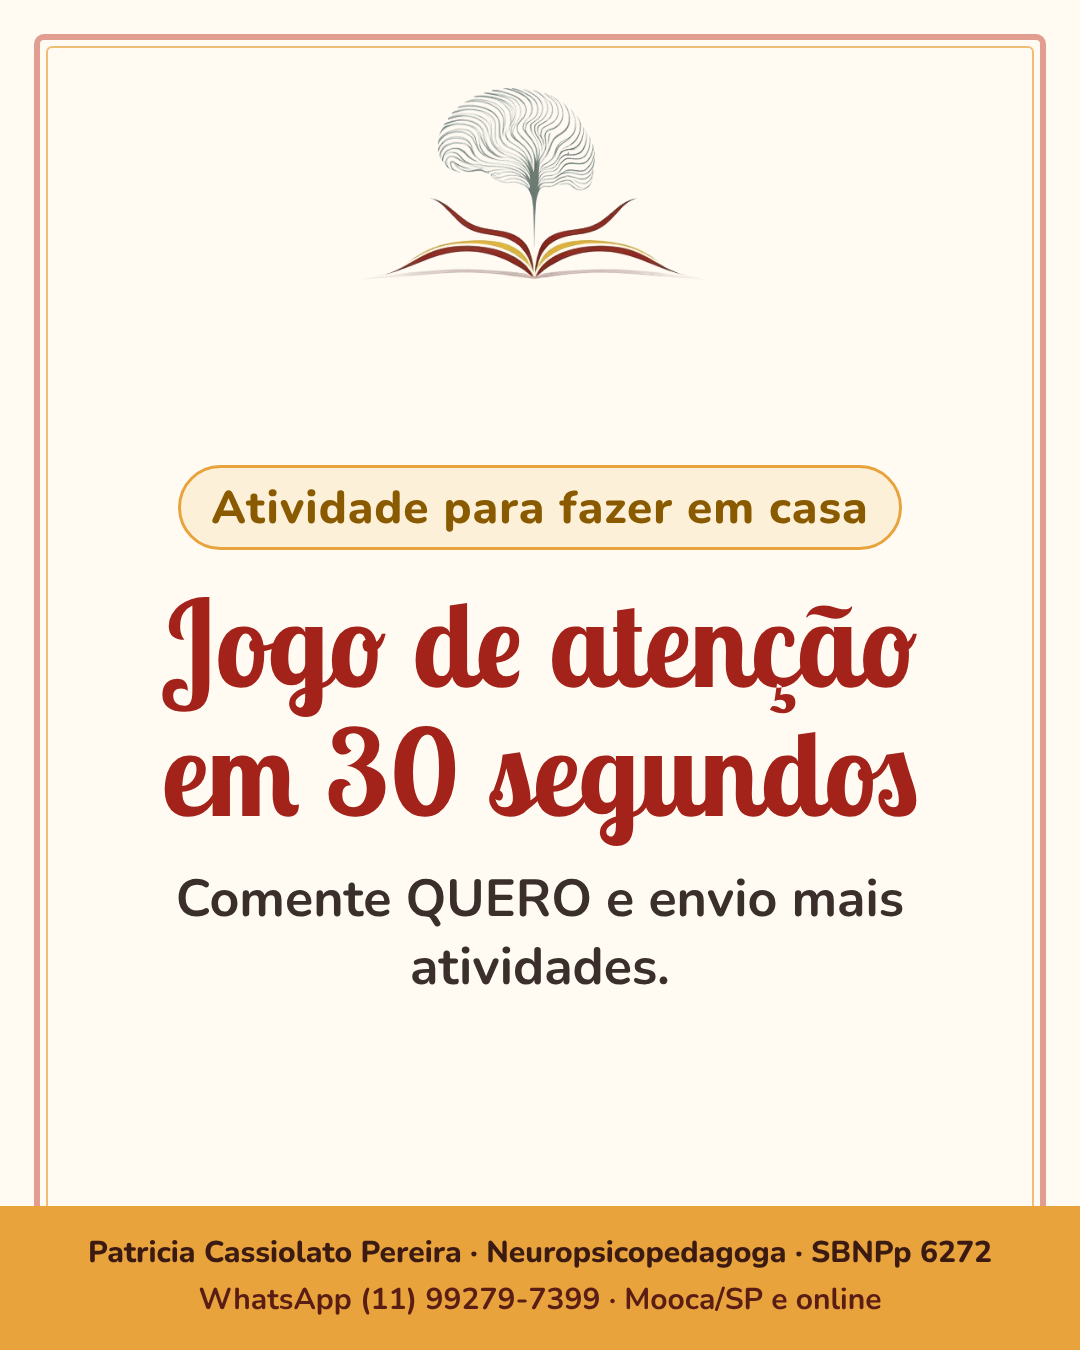 Atividade para fazer em casa
Jogo de atenção
em 30 segundos
Comente QUERO e envio mais
atividades.
Patricia Cassiolato Pereira · Neuropsicopedagoga · SBNPp 6272
WhatsApp (11) 99279-7399 · Mooca/SP e online